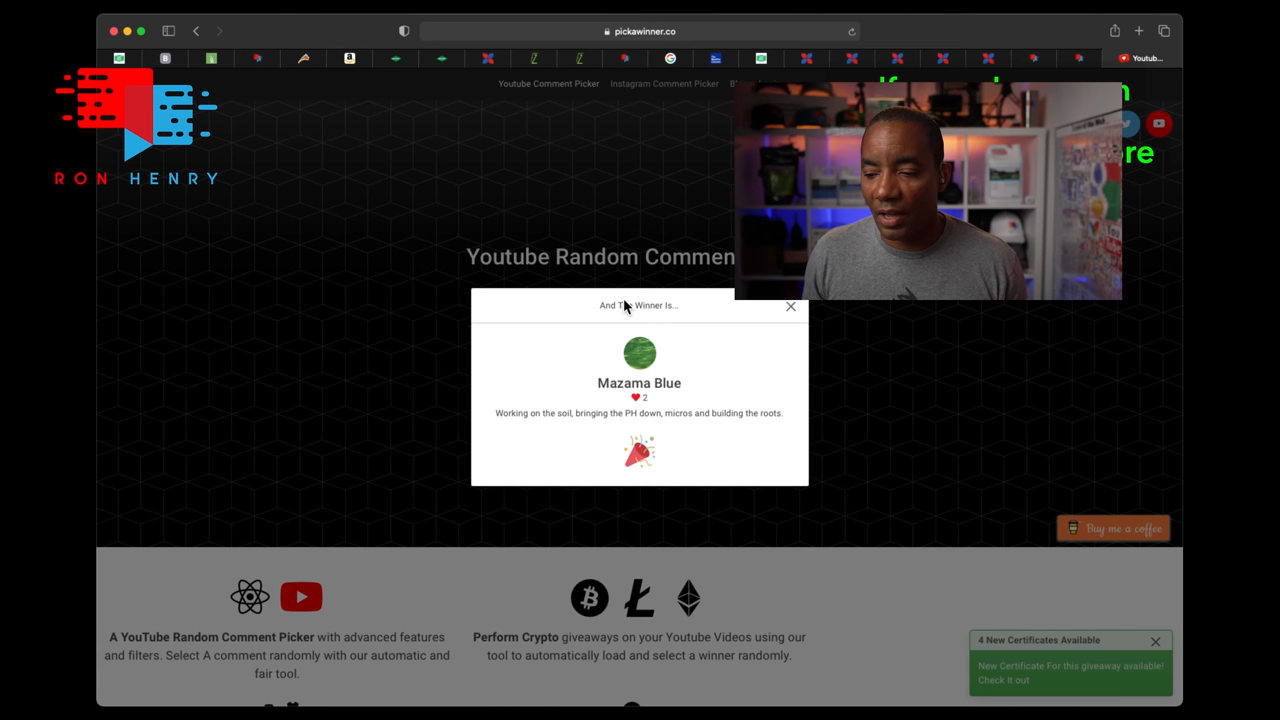 pickawinner.co
Youtub...
Youtube Comment Picker
Instagram Comment Picker
RON HENRY
Youtube Random Commen
And The Winner Is...
Mazama Blue
2
Working on the soil, bringing the PH down, micros and building the roots.
Buy me a coffee
A YouTube Random Comment Picker with advanced features
and filters. Select A comment randomly with our automatic and
fair tool.
Perform Crypto giveaways on your Youtube Videos using our
tool to automatically load and select a winner randomly.
4 New Certificates Available
New Certificate For this giveaway available!
Check It out